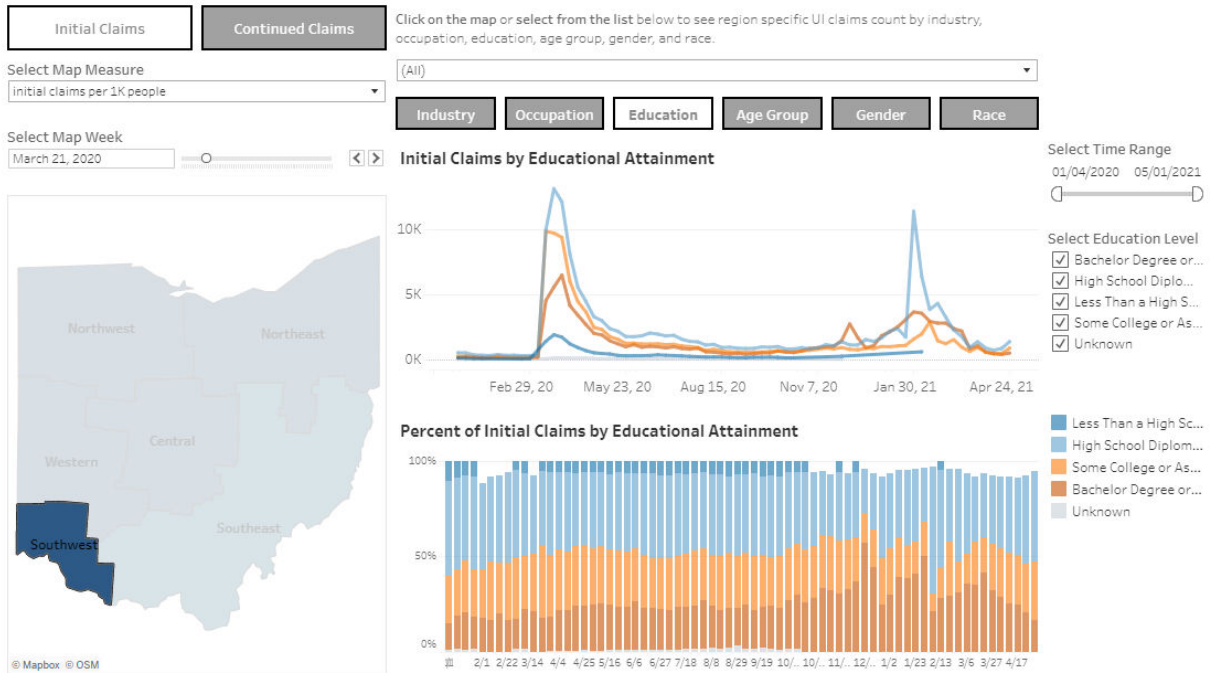 Initial Claims
Continued Claims
Click on the map or select from the list below to see region specific UI claims count by industry,
occupation, education, age group, gender, and race.
Select Map Measure
initial claims per 1K people
(All)
Industry
Occupation
Education
Age Group
Gender
Race
Select Map Week
March 21, 2020
Initial Claims by Educational Attainment
Select Time Range
01/04/2020 05/01/2021
10K
5K
0K
Feb 29, 20 May 23, 20 Aug 15, 20 Nov 7, 20 Jan 30, 21 Apr 24, 21
Select Education Level
Bachelor Degree or...
High School Diplo...
Less Than a High S...
Some College or As...
Unknown
Northwest
Northeast
Central
Western
Southeast
Southwest
© Mapbox © OSM
Percent of Initial Claims by Educational Attainment
100%
50%
0%
2/1 2/22 3/14 4/4 4/25 5/16 6/6 6/27 7/18 8/8 8/29 9/19 10/.. 10/.. 11/.. 12/.. 1/2 1/23 2/13 3/6 3/27 4/17
Less Than a High Sc...
High School Diplom...
Some College or As...
Bachelor Degree or...
Unknown